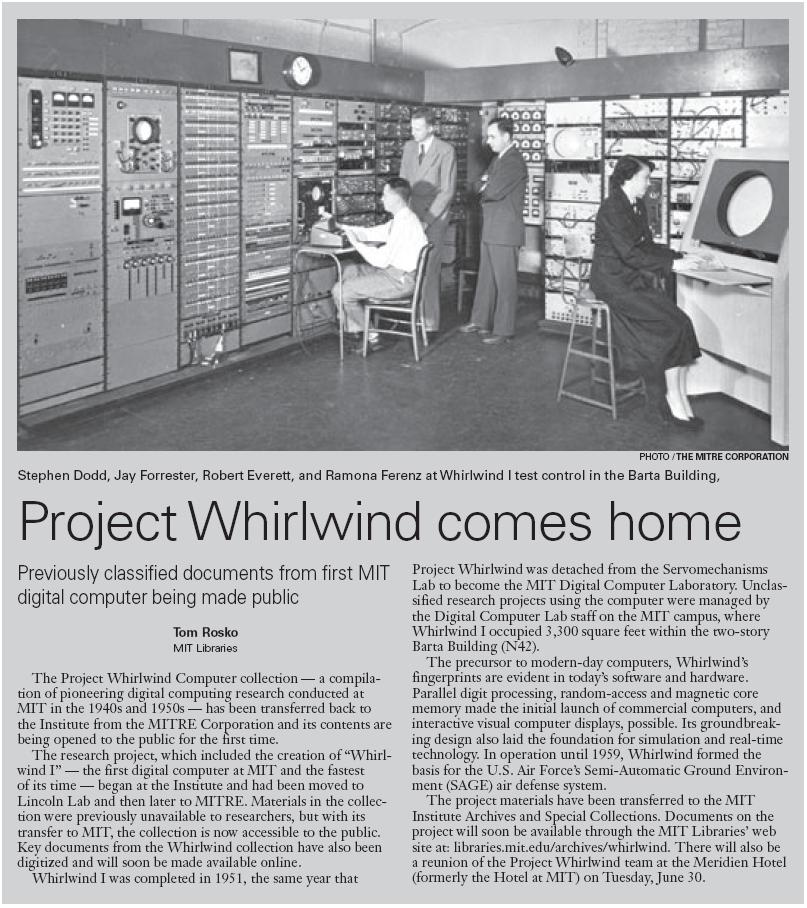 PHOTO / THE MITRE CORPORATION
Stephen Dodd, Jay Forrester, Robert Everett, and Ramona Ferenz at Whirlwind I test control in the Barta Building,
Project Whirlwind comes home
Previously classified documents from first MIT
digital computer being made public
Tom Rosko
MIT Libraries
The Project Whirlwind Computer collection — a compila-
tion of pioneering digital computing research conducted at
MIT in the 1940s and 1950s — has been transferred back to
the Institute from the MITRE Corporation and its contents are
being opened to the public for the first time.
The research project, which included the creation of “Whirl-
wind I” — the first digital computer at MIT and the fastest
of its time — began at the Institute and had been moved to
Lincoln Lab and then later to MITRE. Materials in the collec-
tion were previously unavailable to researchers, but with its
transfer to MIT, the collection is now accessible to the public.
Key documents from the Whirlwind collection have also been
digitized and will soon be made available online.
Whirlwind I was completed in 1951, the same year that
Project Whirlwind was detached from the Servomechanisms
Lab to become the MIT Digital Computer Laboratory. Unclas-
sified research projects using the computer were managed by
the Digital Computer Lab staff on the MIT campus, where
Whirlwind I occupied 3,300 square feet within the two-story
Barta Building (N42).
The precursor to modern-day computers, Whirlwind’s
fingerprints are evident in today’s software and hardware.
Parallel digit processing, random-access and magnetic core
memory made the initial launch of commercial computers, and
interactive visual computer displays, possible. Its groundbreak-
ing design also laid the foundation for simulation and real-time
technology. In operation until 1959, Whirlwind formed the
basis for the U.S. Air Force’s Semi-Automatic Ground Environ-
ment (SAGE) air defense system.
The project materials have been transferred to the MIT
Institute Archives and Special Collections. Documents on the
project will soon be available through the MIT Libraries’ web
site at: libraries.mit.edu/archives/whirlwind. There will also be
a reunion of the Project Whirlwind team at the Meridien Hotel
(formerly the Hotel at MIT) on Tuesday, June 30.